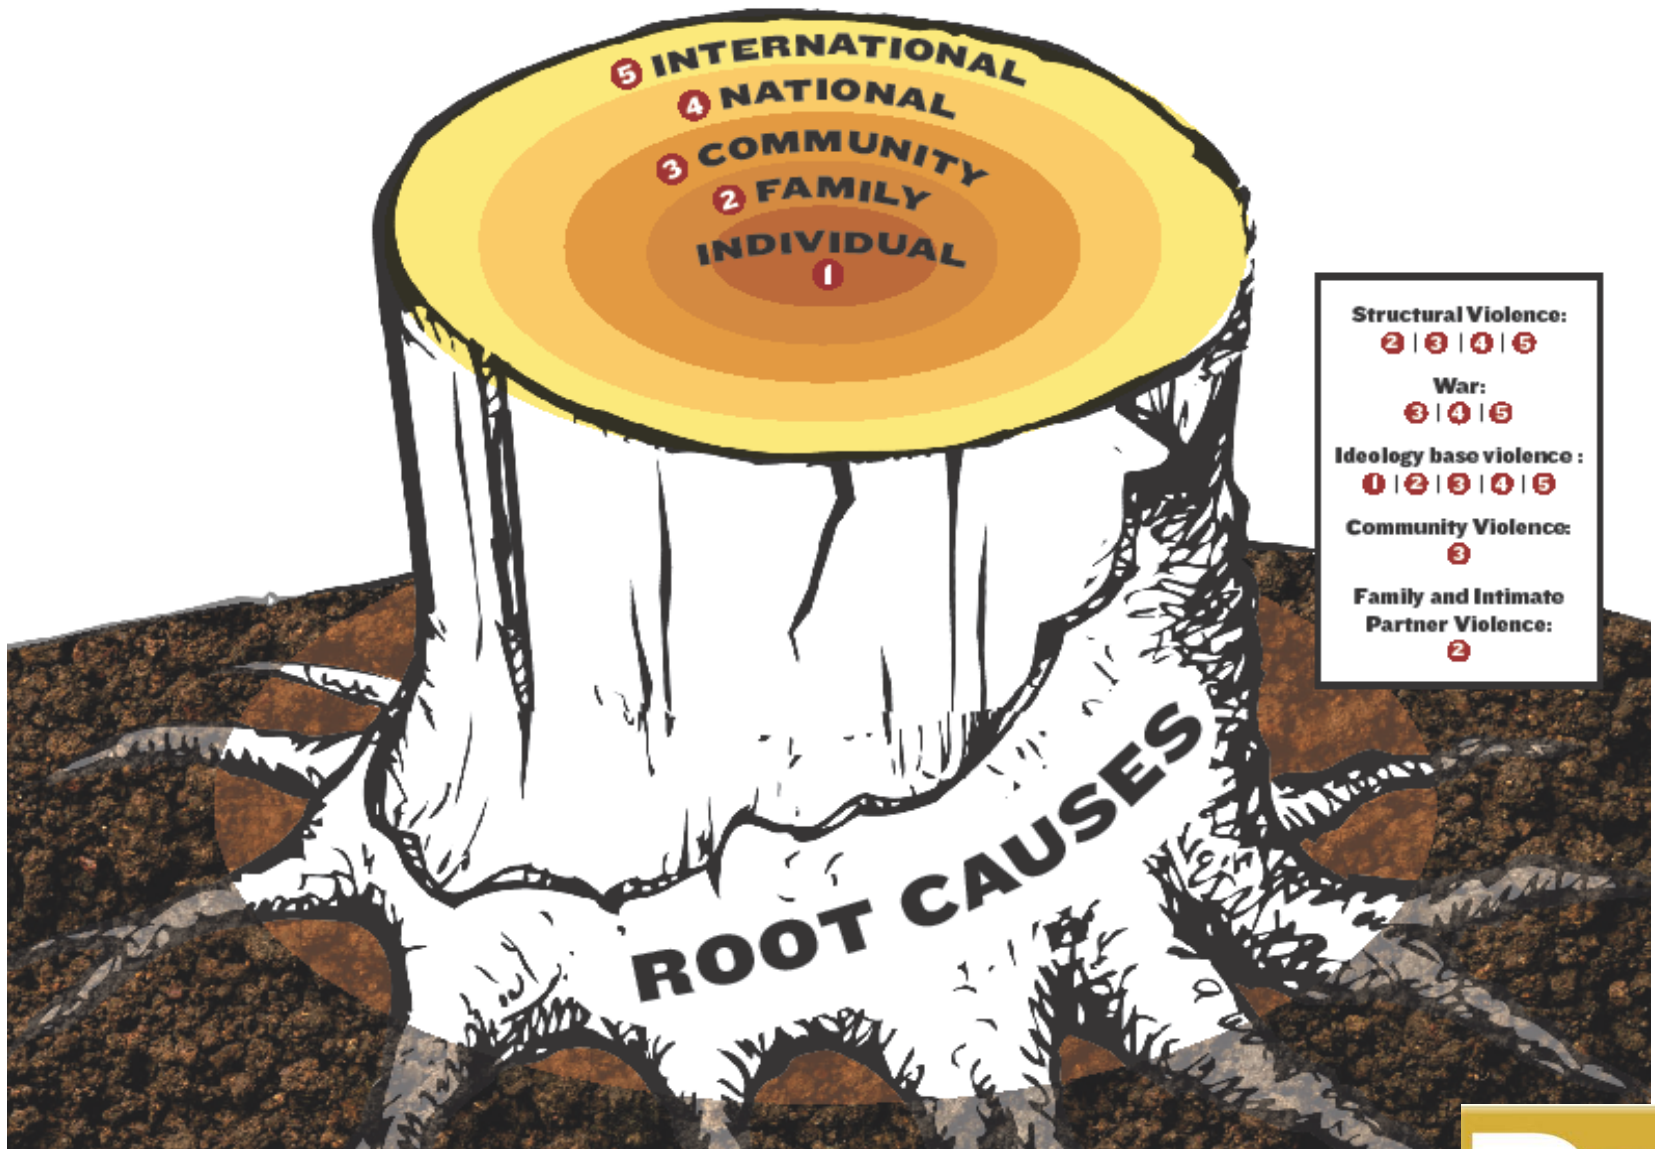 5 INTERNATIONAL
4 NATIONAL
3 COMMUNITY
2 FAMILY
INDIVIDUAL
1
Structural Violence:
2 | 3 | 4 | 5
War:
3 | 4 | 5
Ideology base violence :
1 | 2 | 3 | 4 | 5
Community Violence:
3
Family and Intimate
Partner Violence:
2
ROOT CAUSES